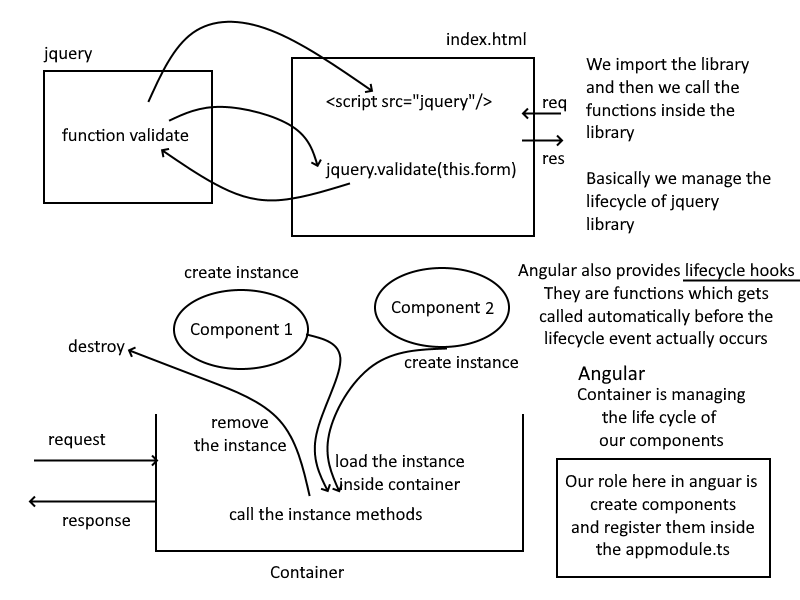 jquery
index.html
function validate
<script src="jquery"/>
jquery.validate(this.form)
req
res
We import the library
and then we call the
functions inside the
library
Basically we manage the
lifecycle of jquery
library
create instance
Component 1
Component 2
create instance
destroy
remove
the instance
load the instance
inside container
call the instance methods
request
response
Container
Angular also provides lifecycle hooks
They are functions which gets
called automatically before the
lifecycle event actually occurs
Angular
Container is managing
the life cycle of
our components
Our role here in anguar is
create components
and register them inside
the appmodule.ts